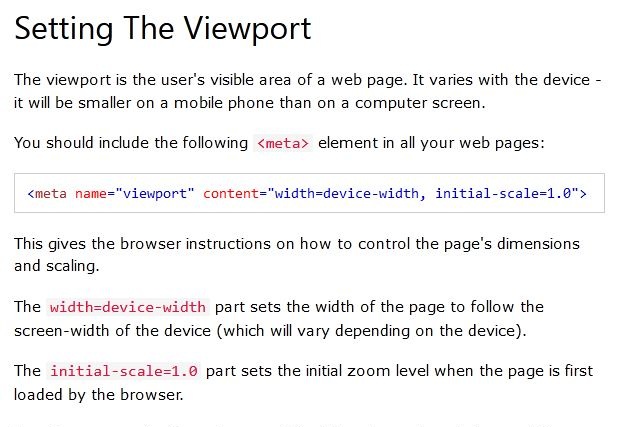 Setting The Viewport
The viewport is the user's visible area of a web page. It varies with the device -
it will be smaller on a mobile phone than on a computer screen.
You should include the following <meta> element in all your web pages:
<meta name="viewport" content="width=device-width, initial-scale=1.0">
This gives the browser instructions on how to control the page's dimensions
and scaling.
The width=device-width part sets the width of the page to follow the
screen-width of the device (which will vary depending on the device).
The initial-scale=1.0 part sets the initial zoom level when the page is first
loaded by the browser.